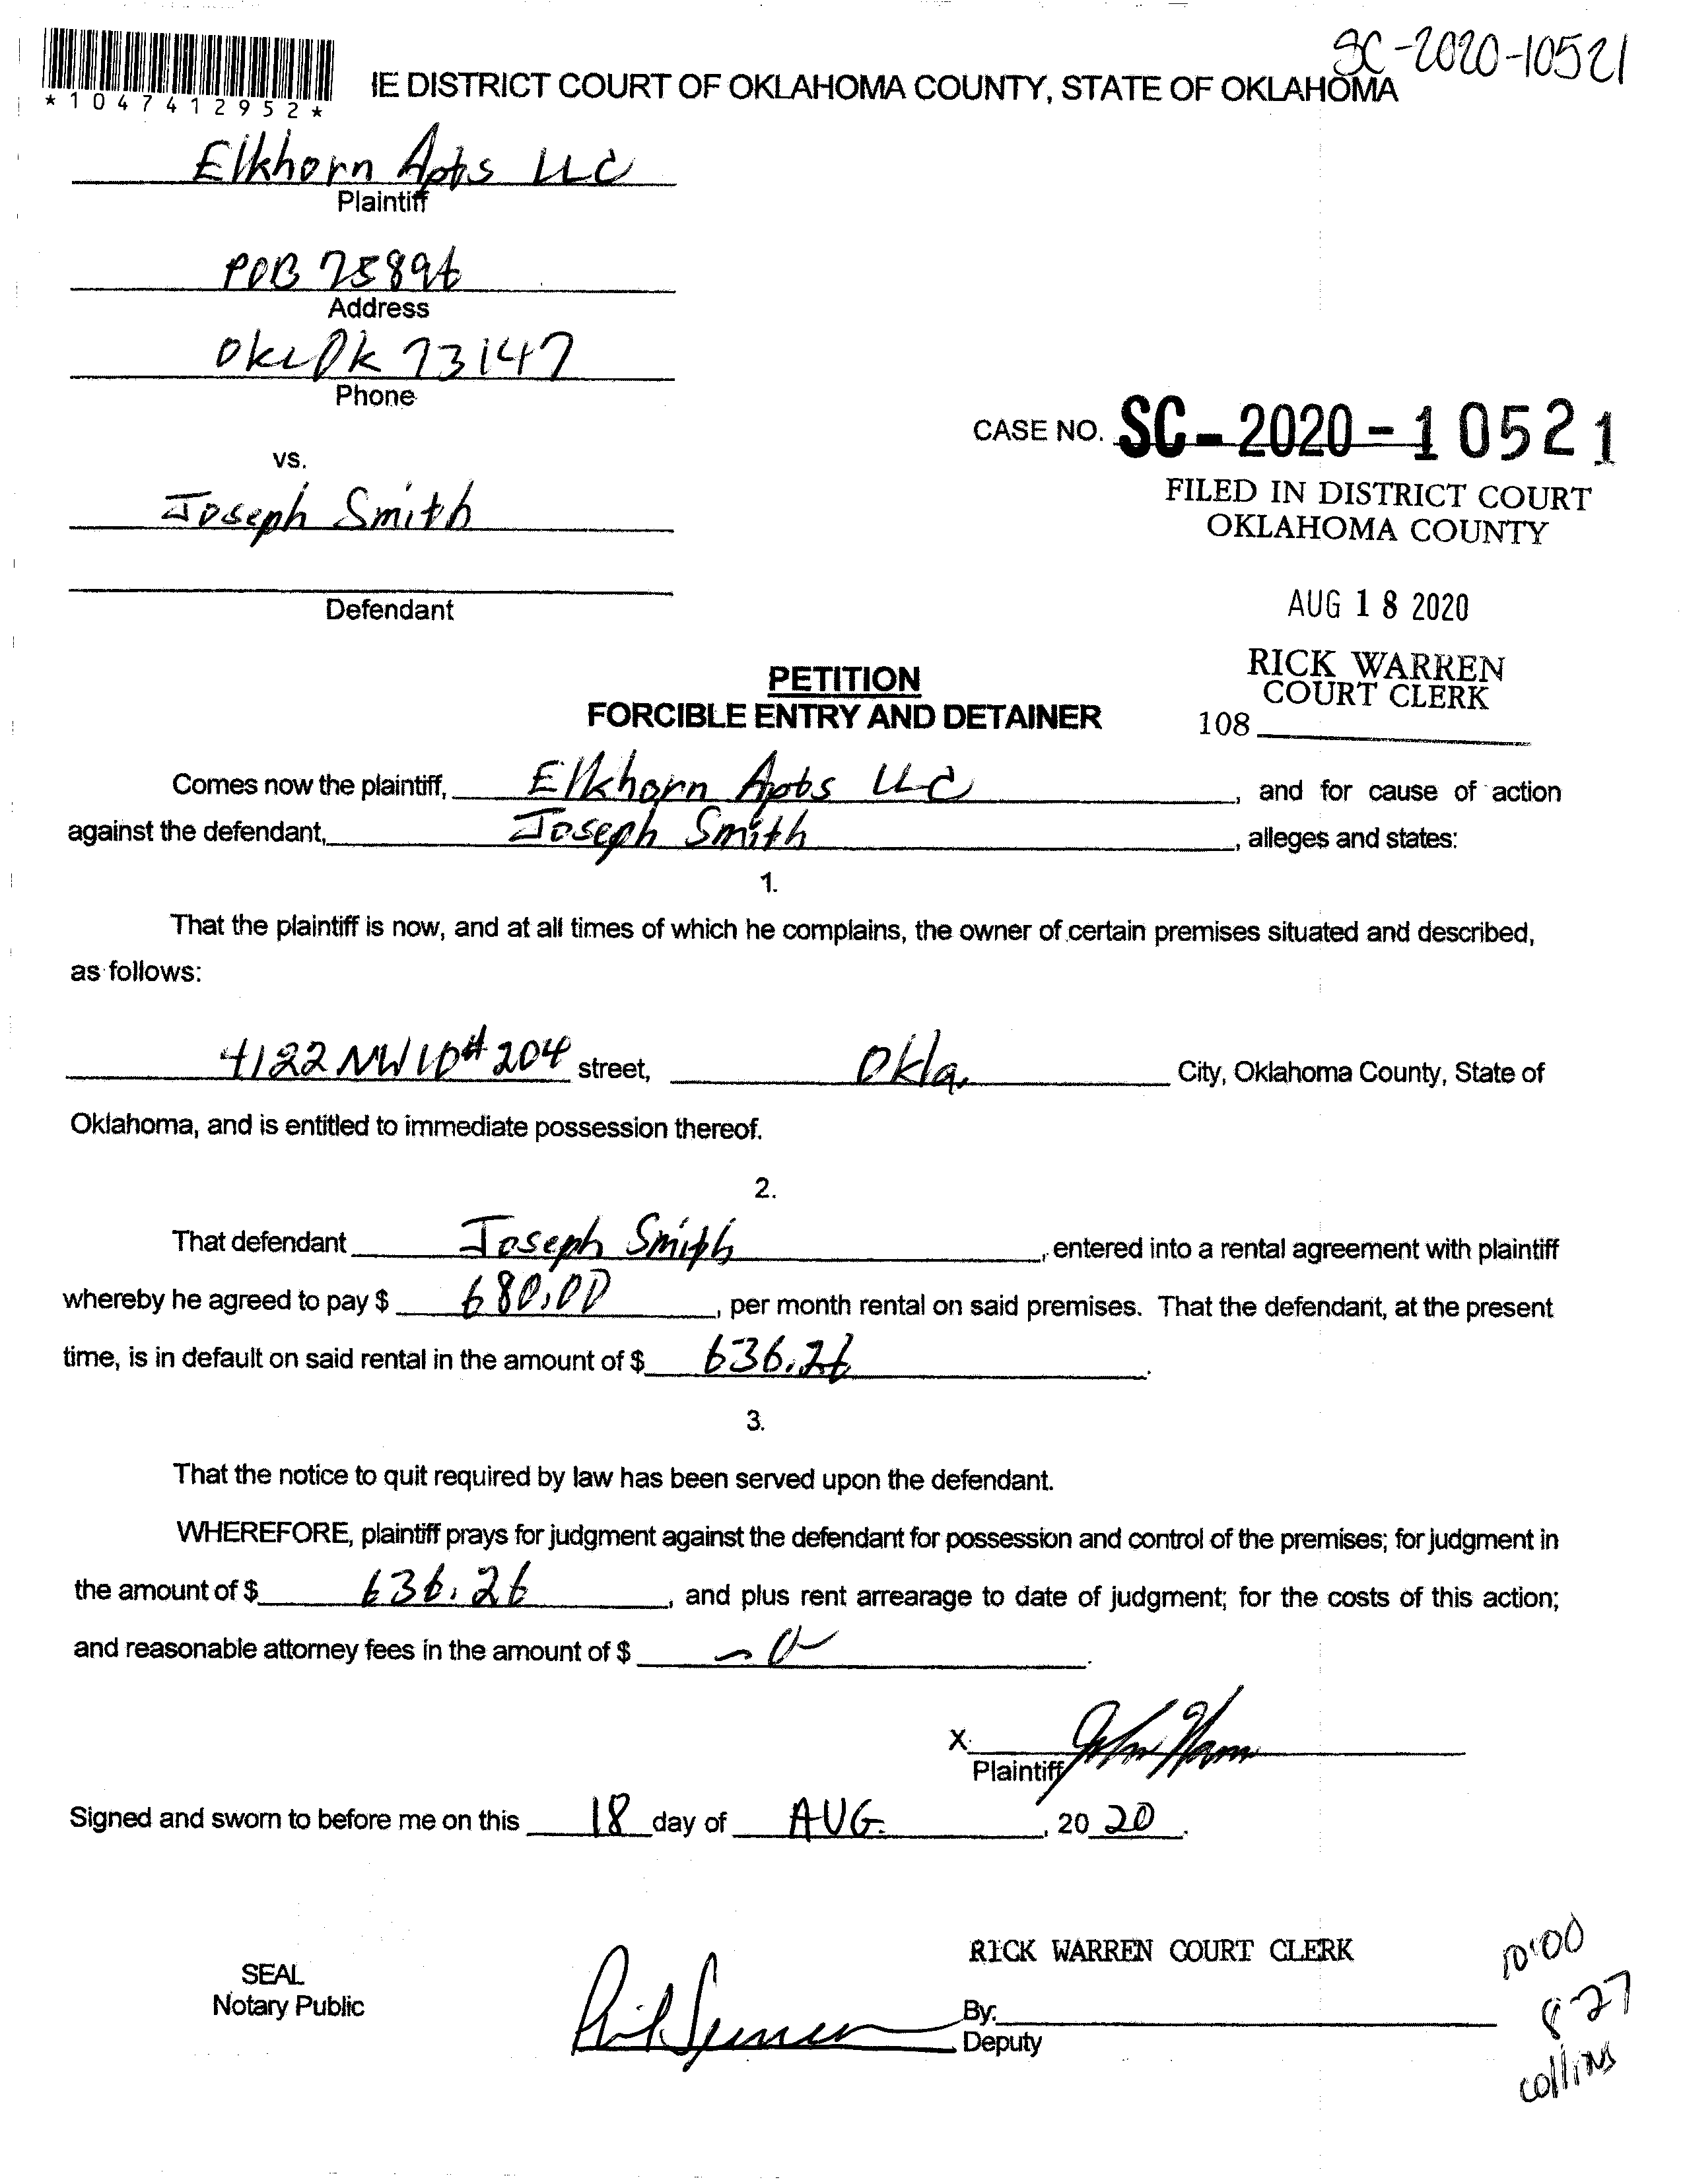 SC-2020-10521
*1047412952*
IE DISTRICT COURT OF OKLAHOMA COUNTY, STATE OF OKLAHOMA
Elkhorn Apts LLC
Plaintiff
POB 75896
Address
OKC OK 73147
Phone
CASE NO. SC-2020-10521
vs.
FILED IN DISTRICT COURT
OKLAHOMA COUNTY
Joseph Smith
Defendant
AUG 18 2020
RICK WARREN
COURT CLERK
108
PETITION
FORCIBLE ENTRY AND DETAINER
Comes now the plaintiff, Elkhorn Apts LLC, and for cause of action
against the defendant, Joseph Smith, alleges and states:
1.
That the plaintiff is now, and at all times of which he complains, the owner of certain premises situated and described,
as follows:
4122 NW 10 # 204 street, Okla. City, Oklahoma County, State of
Oklahoma, and is entitled to immediate possession thereof.
2.
That defendant Joseph Smith, entered into a rental agreement with plaintiff
whereby he agreed to pay $ 680.00, per month rental on said premises. That the defendant, at the present
time, is in default on said rental in the amount of $ 636.26.
3.
That the notice to quit required by law has been served upon the defendant.
WHEREFORE, plaintiff prays for judgment against the defendant for possession and control of the premises; for judgment in
the amount of $ 636.26, and plus rent arrearage to date of judgment; for the costs of this action;
and reasonable attorney fees in the amount of $ -0-.
X John
Plaintiff
Signed and sworn to before me on this 18 day of AUG., 20 20.
SEAL
Notary Public
RICK WARREN COURT CLERK
By:
Deputy
10:00
8-27
collins